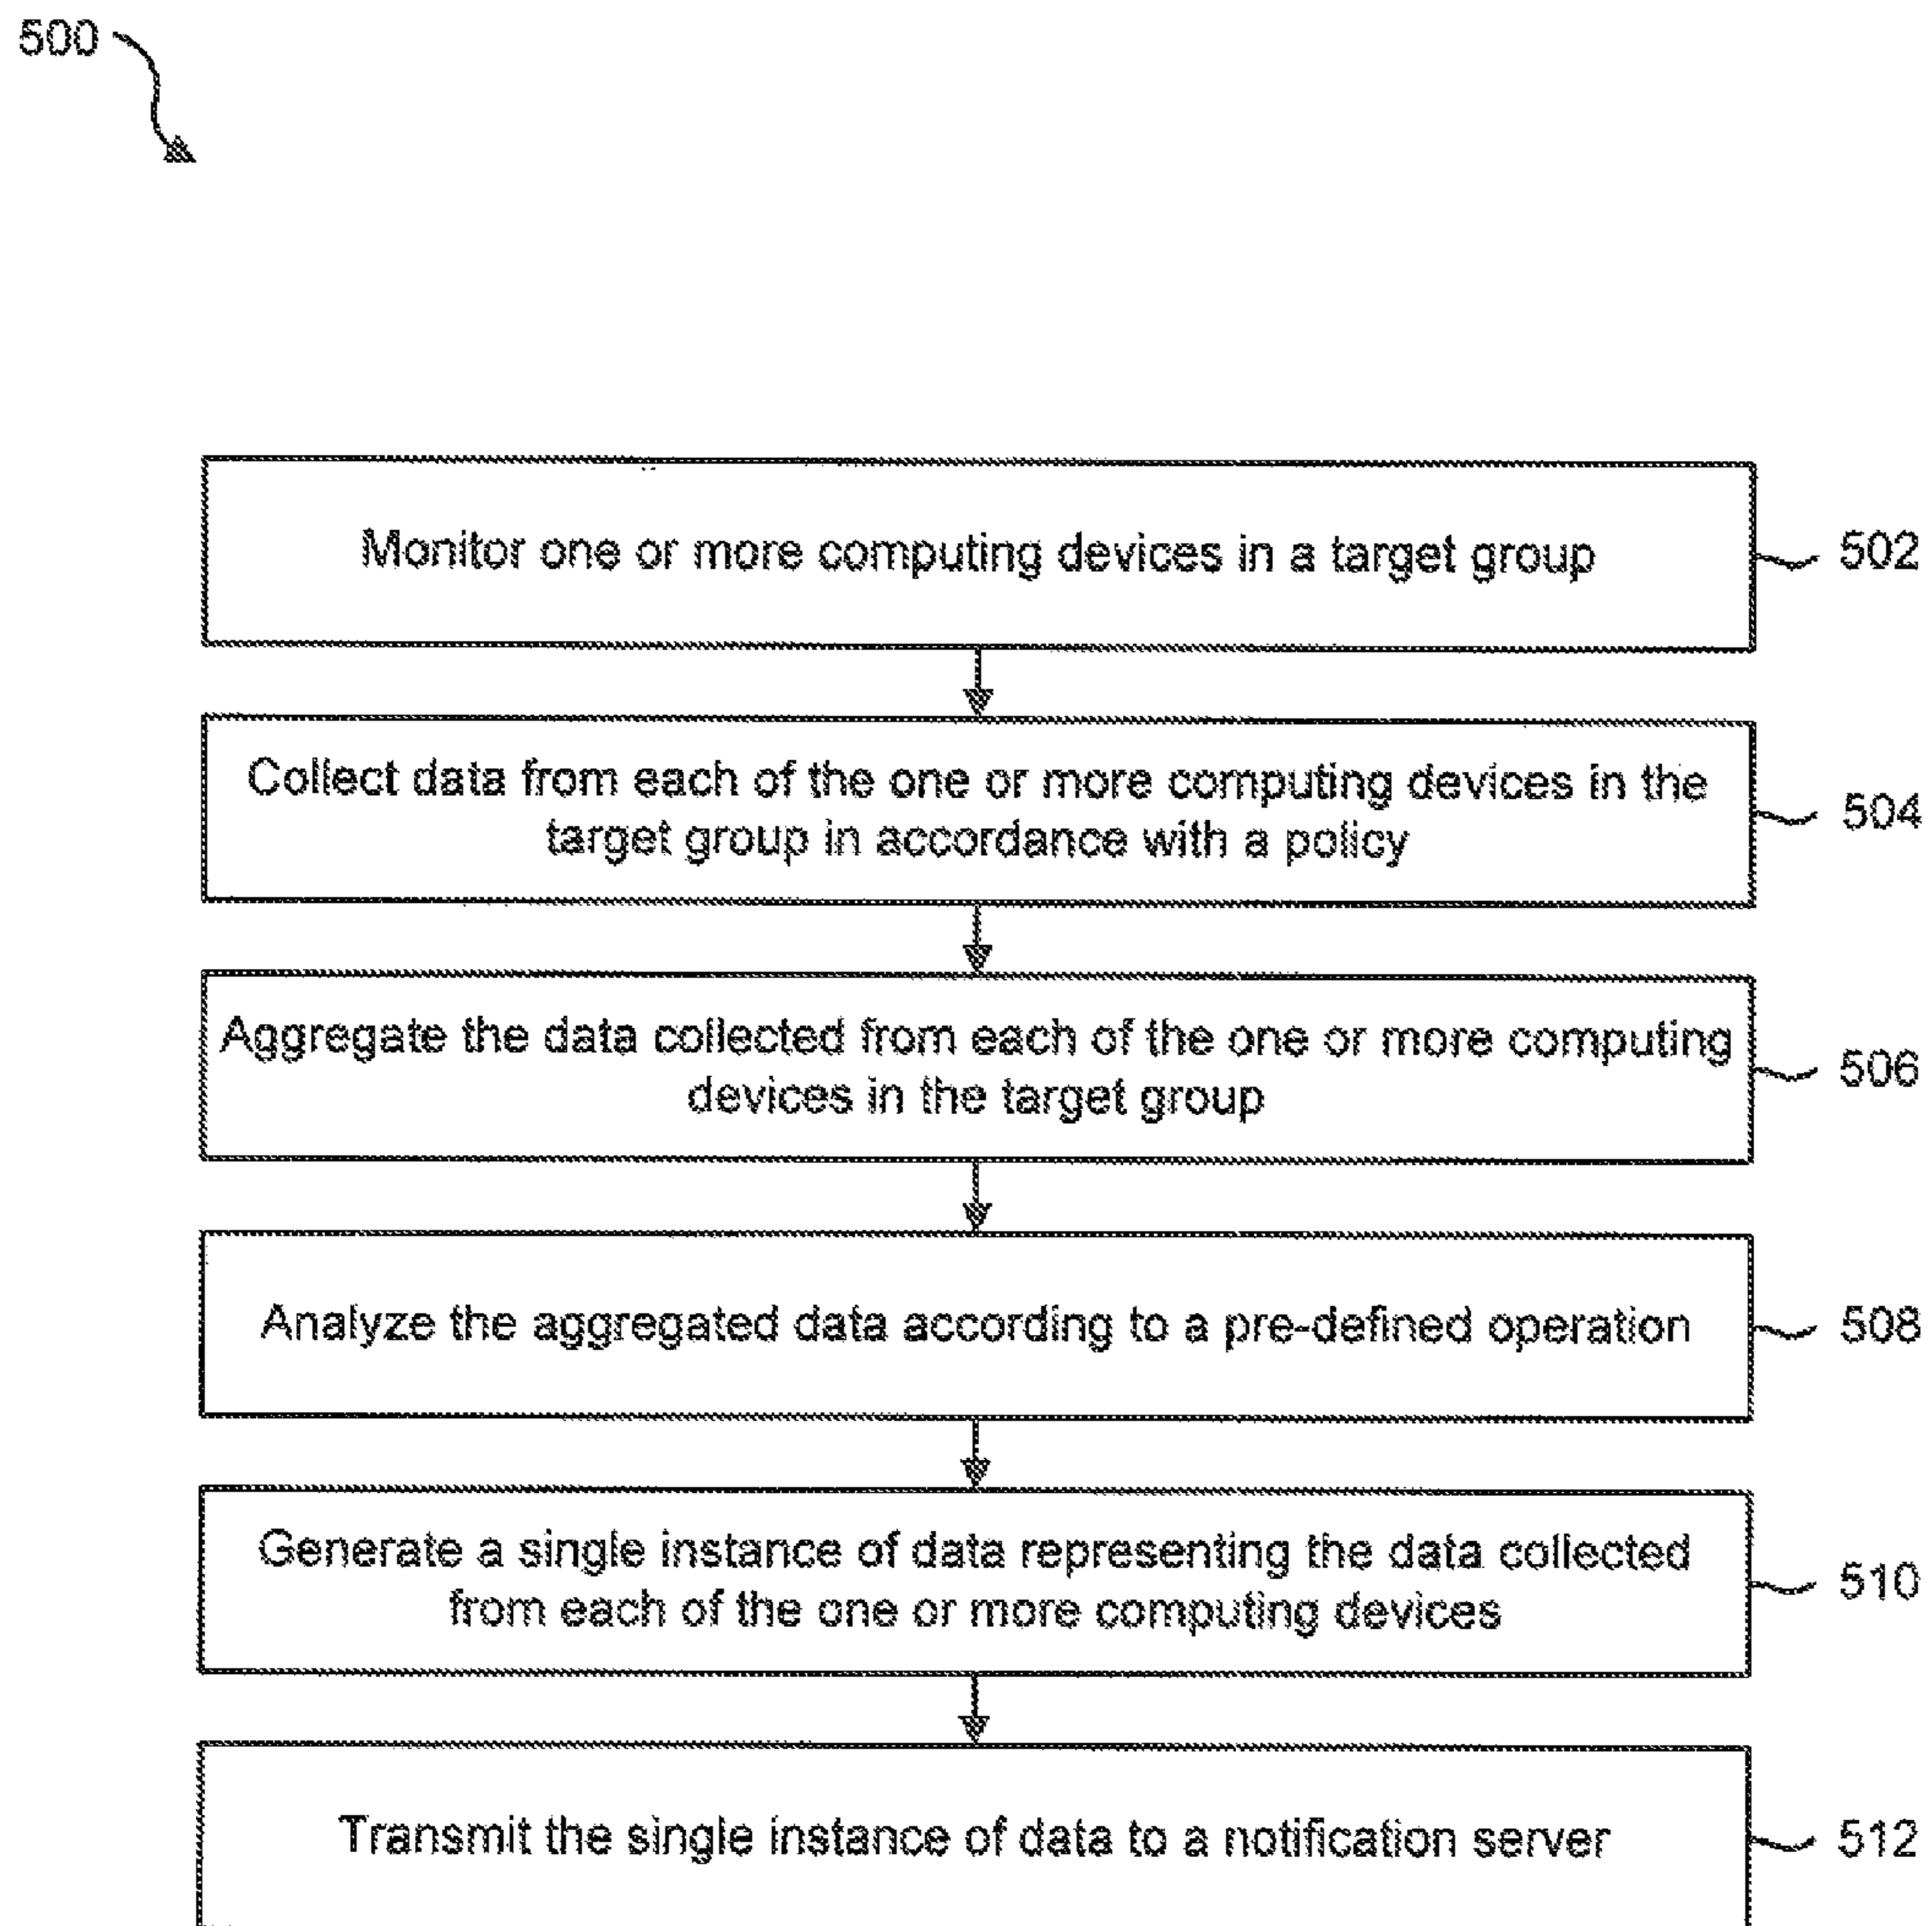 500
Monitor one or more computing devices in a target group
502
Collect data from each of the one or more computing devices in the
target group in accordance with a policy
504
Aggregate the data collected from each of the one or more computing
devices in the target group
506
Analyze the aggregated data according to a pre-defined operation
508
Generate a single instance of data representing the data collected
from each of the one or more computing devices
510
Transmit the single instance of data to a notification server
512